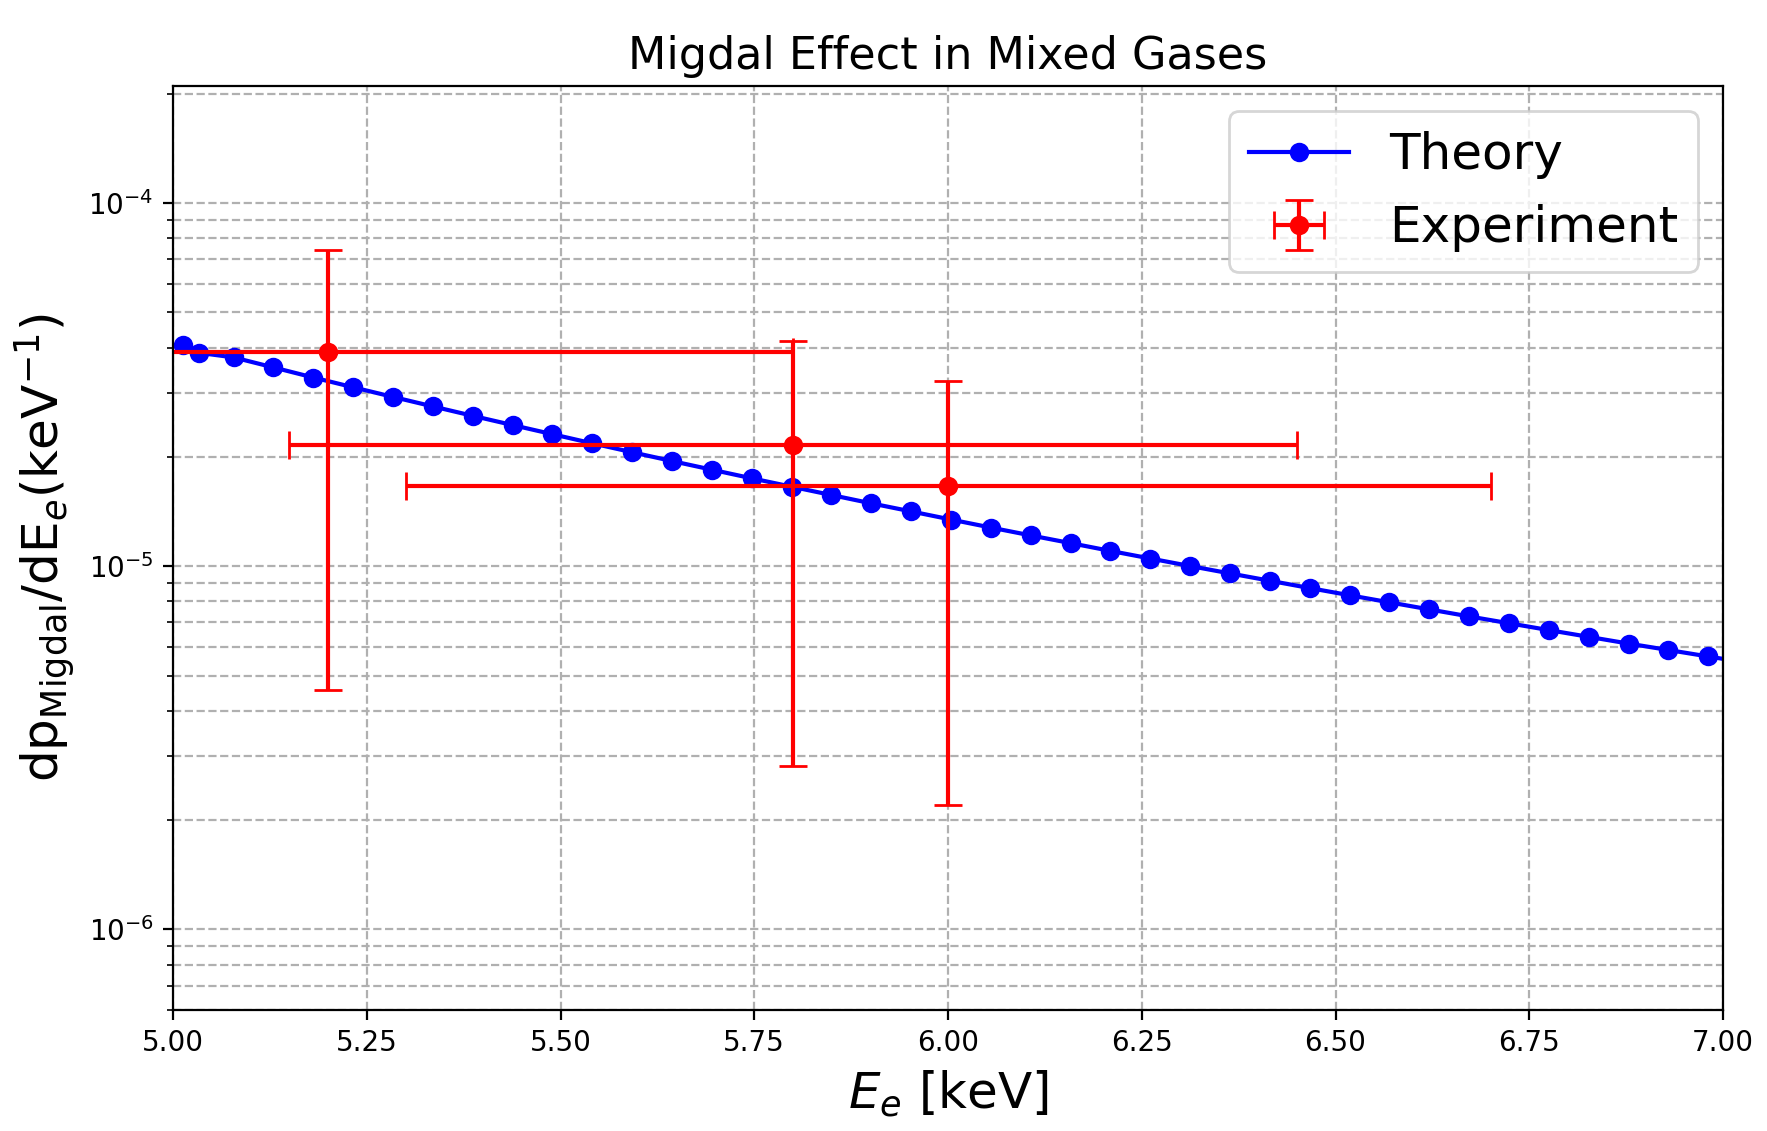 Migdal Effect in Mixed Gases
Theory
Experiment
dp_Migdal/dE_e(keV⁻¹)
10⁻⁴
10⁻⁵
10⁻⁶
5.00 5.25 5.50 5.75 6.00 6.25 6.50 6.75 7.00
E_e [keV]